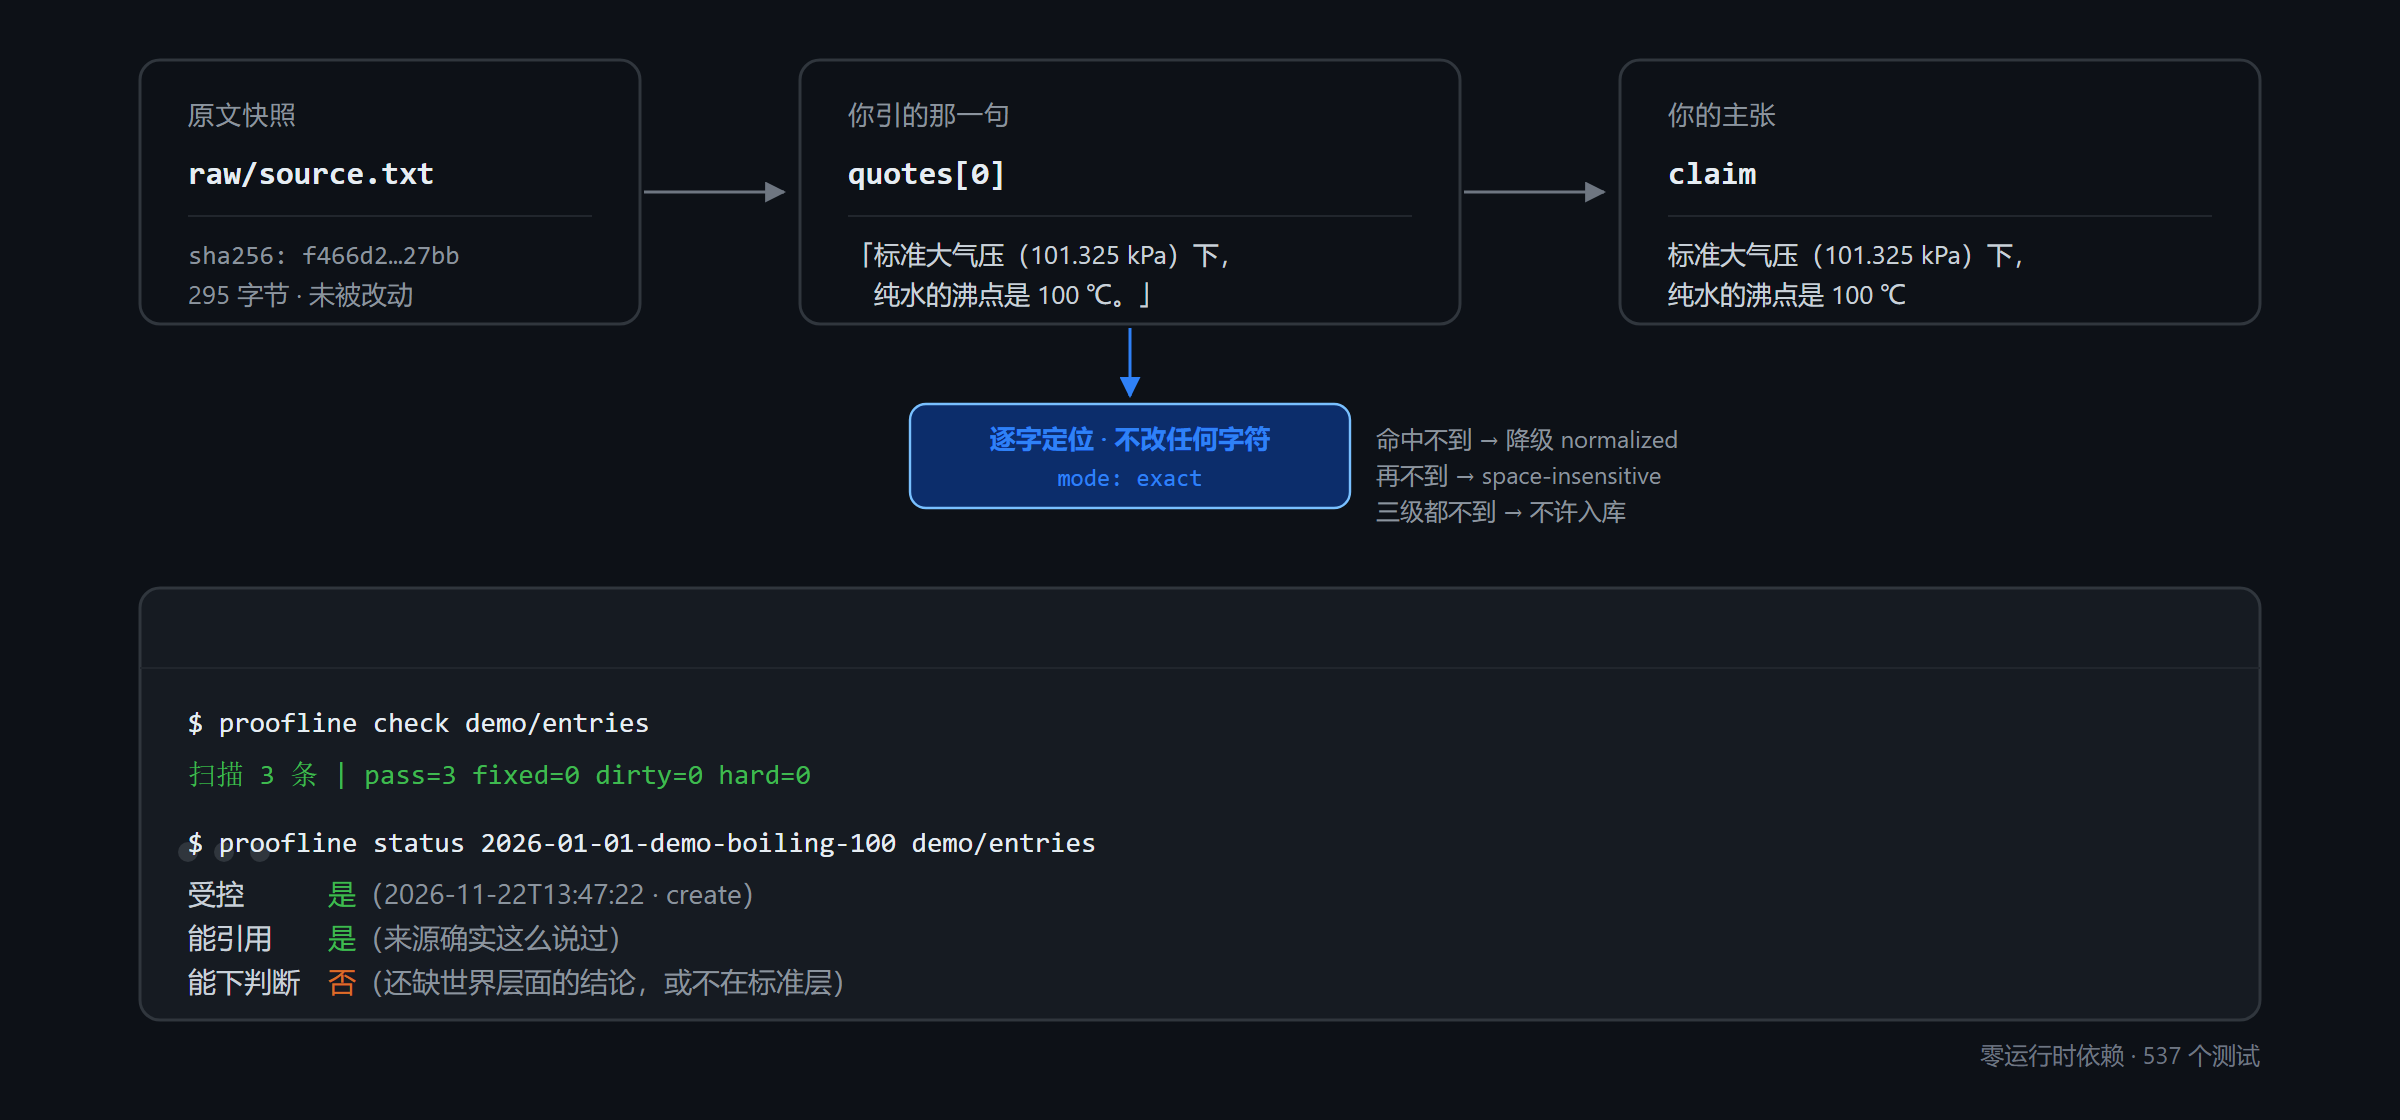 原文快照
raw/source.txt
sha256: f466d2…27bb
295 字节 · 未被改动
你引的那一句
quotes[0]
「标准大气压（101.325 kPa）下，
纯水的沸点是 100 ℃。」
你的主张
claim
标准大气压（101.325 kPa）下，
纯水的沸点是 100 ℃
逐字定位 · 不改任何字符
mode: exact
命中不到 → 降级 normalized
再不到 → space-insensitive
三级都不到 → 不许入库
$ proofline check demo/entries
扫描 3 条 | pass=3 fixed=0 dirty=0 hard=0
$ proofline status 2026-01-01-demo-boiling-100 demo/entries
受控 是（2026-11-22T13:47:22 · create）
能引用 是（来源确实这么说过）
能下判断 否（还缺世界层面的结论，或不在标准层）
零运行时依赖 · 537 个测试